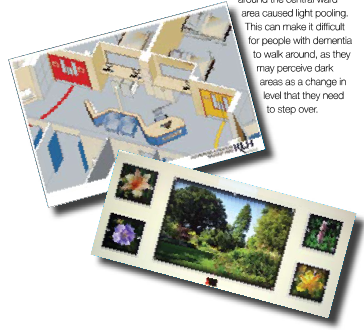 around the central ward
area caused light pooling.
This can make it difficult
for people with dementia
to walk around, as they
may perceive dark
areas as a change in
level that they need
to step over.